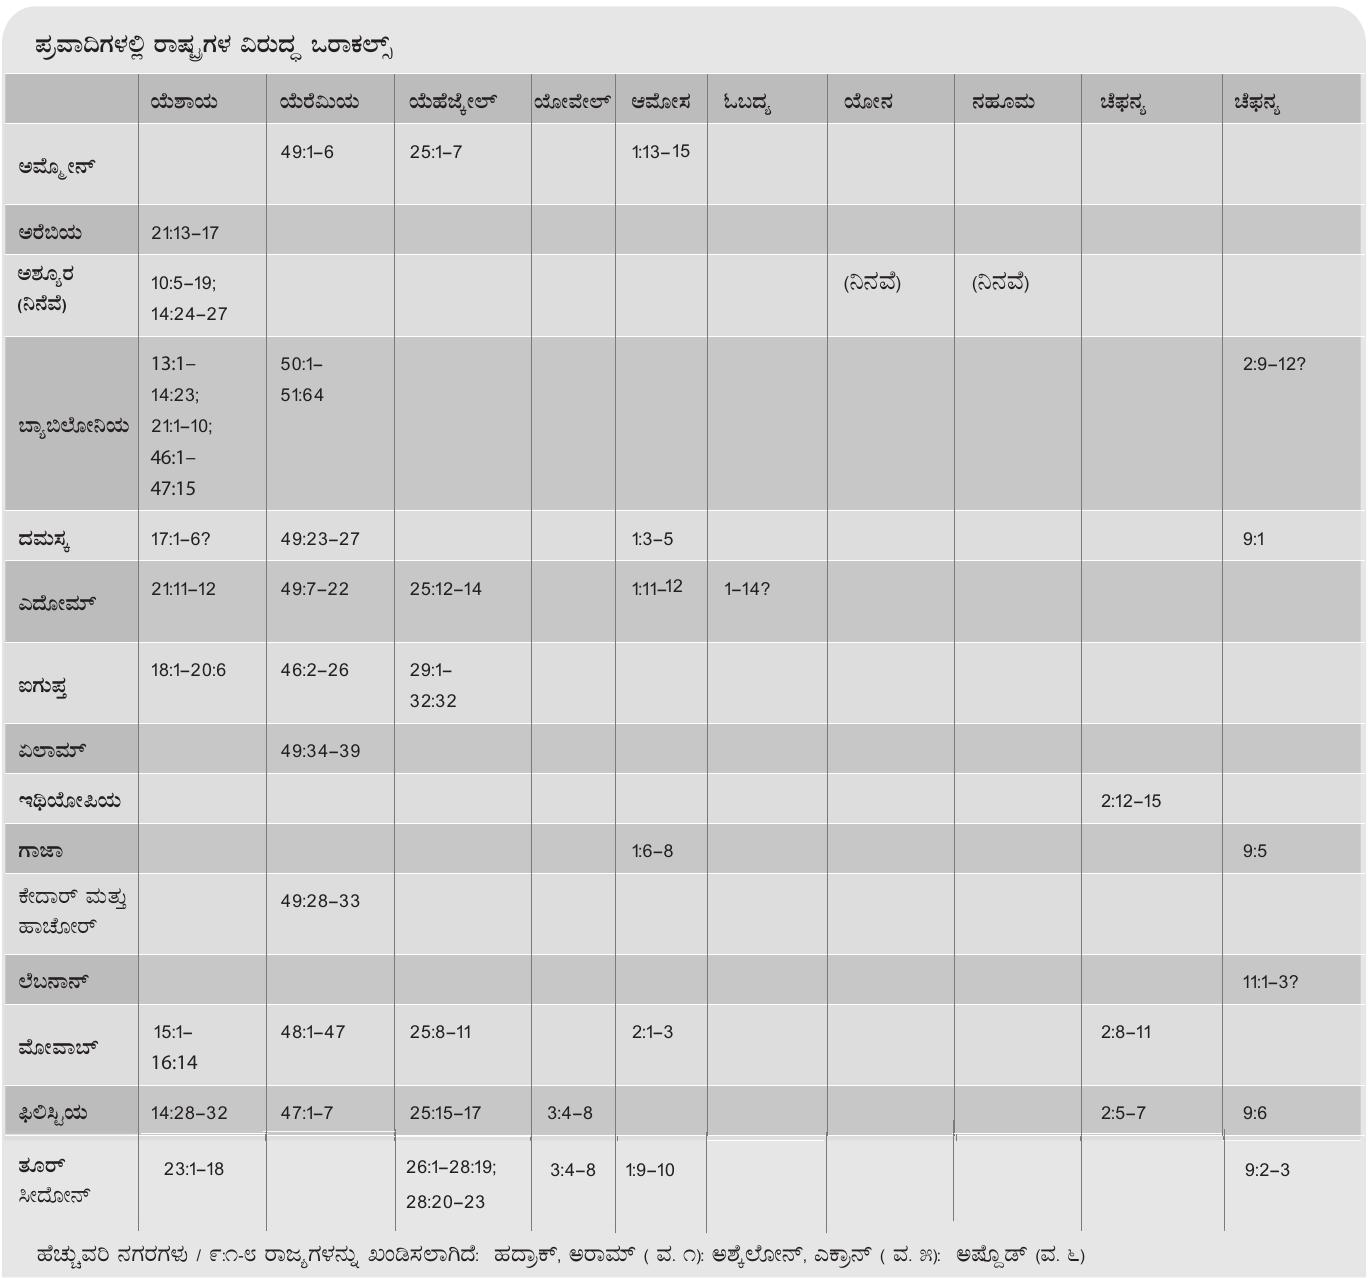 ಪ್ರವಾದಿಗಳಲ್ಲಿ ರಾಷ್ಟ್ರಗಳ ವಿರುದ್ಧ ಒರಾಕಲ್ಸ್
ಯೆಶಾಯ ಯೆರೆಮಿಯ ಯೆಹೆಜ್ಕೇಲ್ ಯೋವೇಲ್ ಆಮೋಸ ಓಬದ್ಯ ಯೋನ ನಹೂಮ ಚೆಫನ್ಯ ಚೆಫನ್ಯ
ಅಮ್ಮೋನ್ 49:1–6 25:1–7 1:13–15
ಅರೆಬಿಯ 21:13–17
ಅಶ್ಯೂರ
(ನಿನೆವೆ) 10:5–19; (ನಿನವೆ) (ನಿನವೆ)
14:24–27
ಬ್ಯಾಬಿಲೋನಿಯ 13:1– 50:1– 2:9–12?
14:23; 51:64
21:1–10;
46:1–
47:15
ದಮಸ್ಕ 17:1–6? 49:23–27 1:3–5 9:1
ಎದೋಮ್ 21:11–12 49:7–22 25:12–14 1:11–12 1–14?
ಐಗುಪ್ತ 18:1–20:6 46:2–26 29:1–
32:32
ಏಲಾಮ್ 49:34–39
ಇಥಿಯೋಪಿಯ 2:12–15
ಗಾಜಾ 1:6–8 9:5
ಕೇದಾರ್ ಮತ್ತು 49:28–33
ಹಾಚೋರ್
ಲೆಬನಾನ್ 11:1–3?
ಮೋವಾಬ್ 15:1– 48:1–47 25:8–11 2:1–3 2:8–11
16:14
ಫಿಲಿಸ್ಟಿಯ 14:28–32 47:1–7 25:15–17 3:4–8 2:5–7 9:6
ತೂರ್ 23:1–18 26:1–28:19; 3:4–8 1:9–10 9:2–3
ಸೀದೋನ್ 28:20–23
ಹೆಚ್ಚುವರಿ ನಗರಗಳು / ೯:೧-೮ ರಾಜ್ಯಗಳನ್ನು ಖಂಡಿಸಲಾಗಿದೆ: ಹದ್ರಾಕ್, ಅರಾಮ್ ( ವ. ೧): ಅಶ್ಕೆಲೋನ್, ಎಕ್ರಾನ್ ( ವ. ೫): ಅಷ್ದೊಡ್ (ವ. ೬)